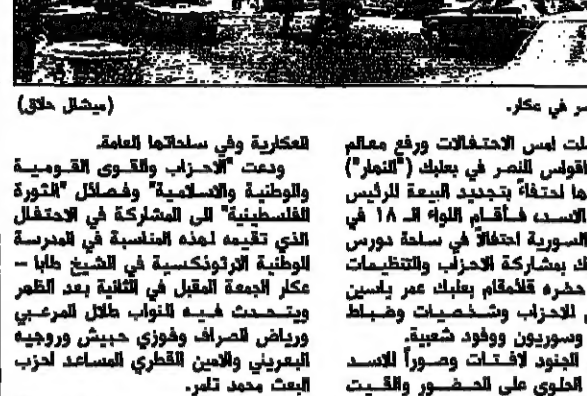 ـصر في عكار. (ميشال حلاق)
ـلت امس الاحتفالات ورفع معالم
اقواس النصر في بعلبك ("النهار")
ها احتفاءً بتجديد البيعة للرئيس
الاسد، فأقام اللواء الـ ١٨ في
السورية احتفالاً في ساحة دورس
ك بمشاركة الاحزاب والتنظيمات
حضره قائمقام بعلبك عمر ياسين
الاحزاب وشخصيات وضباط
وسوريون ووفود شعبية.
الجنود لافتات وصوراً للاسد
الحلوى على الحضور والقيت
العكارية وفي ساحاتها العامة.
ودعت "الاحزاب والقوى القومية
والوطنية والاسلامية" وفصائل "الثورة
الفلسطينية" الى المشاركة في الاحتفال
الذي تقيمه لهذه المناسبة في المدرسة
الوطنية الارثوذكسية في الشيخ طابا –
عكار الجمعة المقبل في الثانية بعد الظهر
ويتحدث فيه النواب طلال المرعبي
ورياض الصراف وفوزي حبيش ووجيه
البعريني والامين القطري المساعد لحزب
البعث محمد تامر.